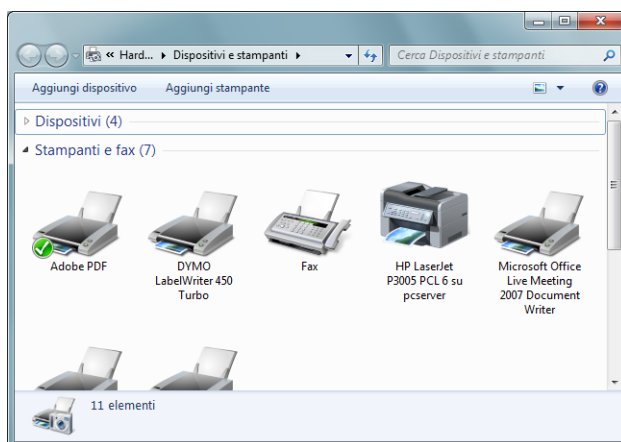 « Hard... ▸ Dispositivi e stampanti ▸ Cerca Dispositivi e stampanti
Aggiungi dispositivo Aggiungi stampante
Dispositivi (4)
Stampanti e fax (7)
Adobe PDF
DYMO
LabelWriter 450
Turbo
Fax
HP LaserJet
P3005 PCL 6 su
pcserver
Microsoft Office
Live Meeting
2007 Document
Writer
11 elementi